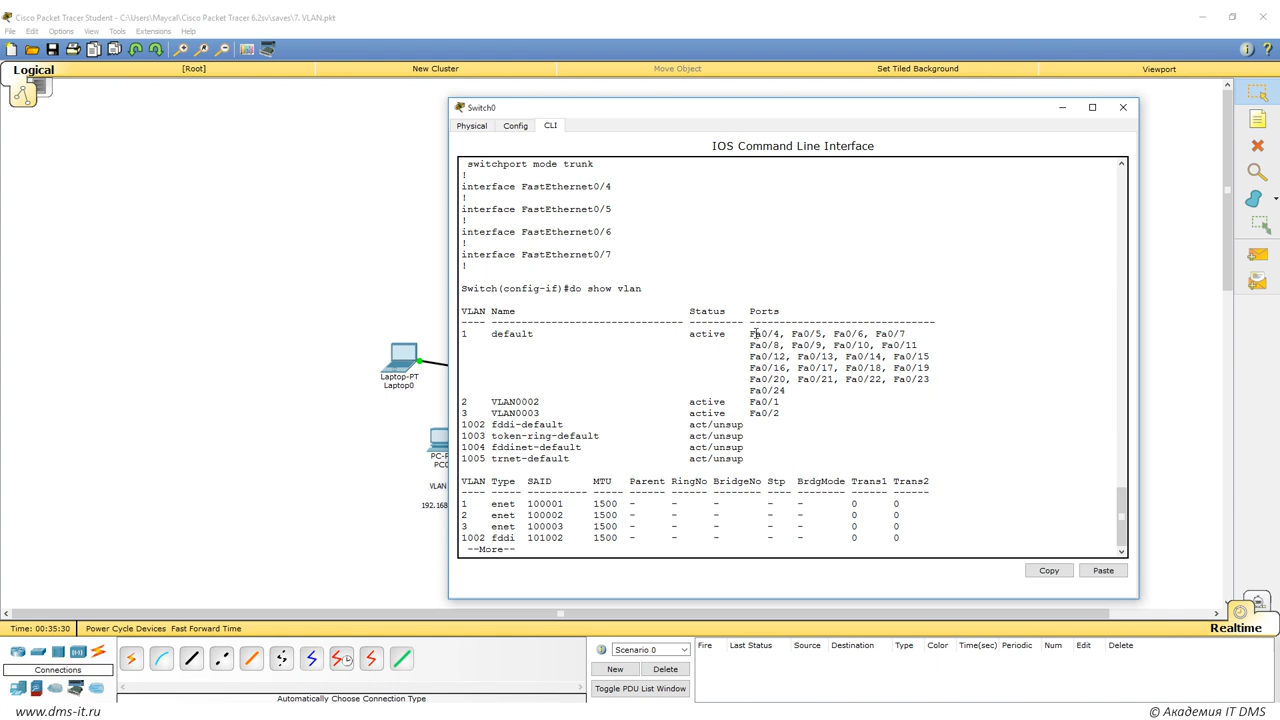 Cisco Packet Tracer Student - C:\Users\Maycal\Cisco Packet Tracer 6.2sv\saves\7. VLAN.pkt
File Edit Options View Tools Extensions Help
Logical [Root] New Cluster Move Object Set Tiled Background Viewport
Switch0
Physical Config CLI
IOS Command Line Interface
switchport mode trunk
!
interface FastEthernet0/4
!
interface FastEthernet0/5
!
interface FastEthernet0/6
!
interface FastEthernet0/7
!
Switch(config-if)#do show vlan
VLAN Name Status Ports
---- -------------------------------- --------- -------------------------------
1 default active Fa0/4, Fa0/5, Fa0/6, Fa0/7
Fa0/8, Fa0/9, Fa0/10, Fa0/11
Fa0/12, Fa0/13, Fa0/14, Fa0/15
Fa0/16, Fa0/17, Fa0/18, Fa0/19
Fa0/20, Fa0/21, Fa0/22, Fa0/23
Fa0/24
2 VLAN0002 active Fa0/1
3 VLAN0003 active Fa0/2
1002 fddi-default act/unsup
1003 token-ring-default act/unsup
1004 fddinet-default act/unsup
1005 trnet-default act/unsup
VLAN Type SAID MTU Parent RingNo BridgeNo Stp BrdgMode Trans1 Trans2
---- ----- ---------- ----- ------ ------ -------- ---- -------- ------ ------
1 enet 100001 1500 - - - - - 0 0
2 enet 100002 1500 - - - - - 0 0
3 enet 100003 1500 - - - - - 0 0
1002 fddi 101002 1500 - - - - - 0 0
--More--
Copy Paste
Laptop-PT
Laptop0
VLAN
192.168
Time: 00:35:30 Power Cycle Devices Fast Forward Time Realtime
Connections
Automatically Choose Connection Type
Scenario 0
New Delete
Toggle PDU List Window
Fire Last Status Source Destination Type Color Time(sec) Periodic Num Edit Delete
www.dms-it.ru
© Академия IT DMS